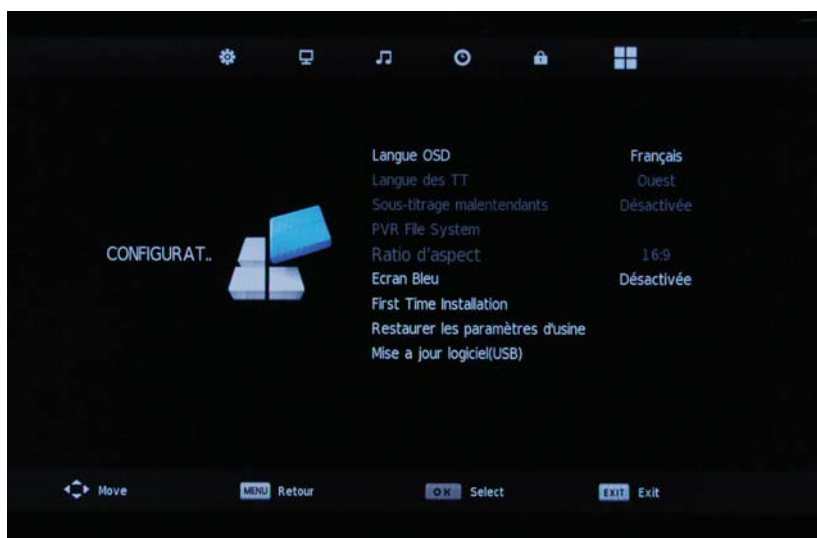 Langue OSD Français
Langue des TT Ouest
Sous-titrage malentendants Désactivée
PVR File System
Ratio d'aspect 16:9
CONFIGURAT..
Ecran Bleu Désactivée
First Time Installation
Restaurer les paramètres d'usine
Mise a jour logiciel(USB)
Move MENU Retour OK Select EXIT Exit